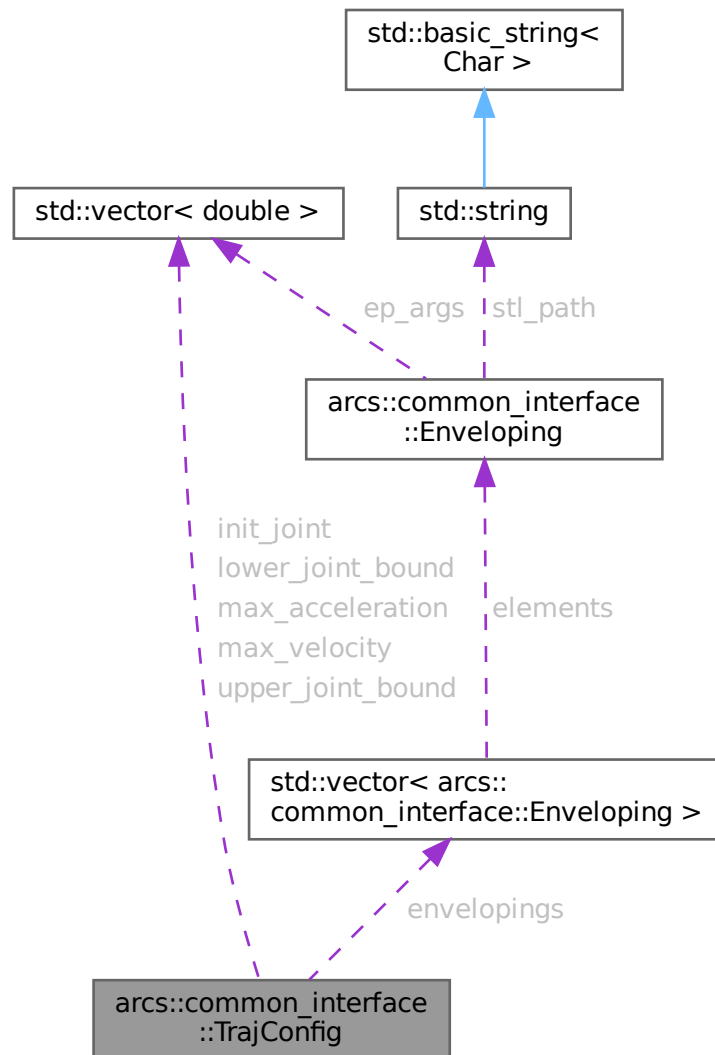 std::basic_string<
Char >
std::vector< double >
std::string
ep_args
stl_path
arcs::common_interface
::Enveloping
init_joint
lower_joint_bound
max_acceleration
max_velocity
upper_joint_bound
elements
std::vector< arcs::
common_interface::Enveloping >
envelopings
arcs::common_interface
::TrajConfig